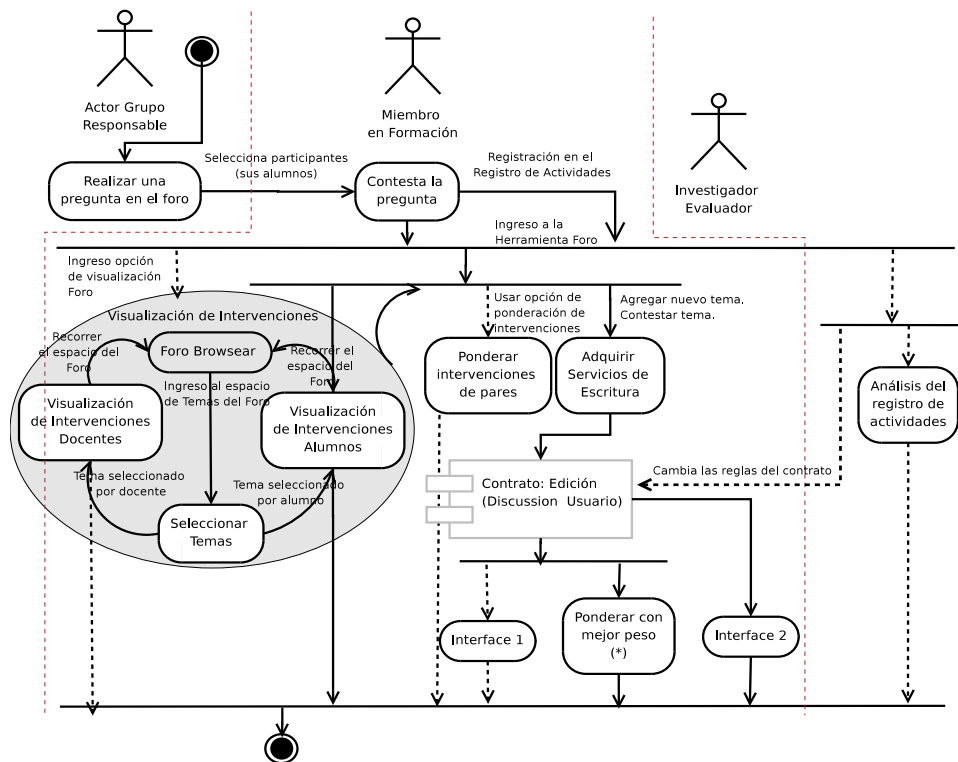 Actor Grupo
Responsable
Miembro
en Formación
Investigador
Evaluador
Realizar una
pregunta en el foro
Selecciona participantes
(sus alumnos)
Contesta la
pregunta
Registración en el
Registro de Actividades
Ingreso a la
Herramienta Foro
Ingreso opción
de visualización
Foro
Visualización de Intervenciones
Recorrer
el espacio del
Foro
Foro Browsear
Recorrer el
espacio del
Foro
Ingreso al espacio
de Temas del Foro
Visualización
de Intervenciones
Docentes
Visualización
de Intervenciones
Alumnos
Tema seleccionado
por docente
Tema seleccionado
por alumno
Seleccionar
Temas
Usar opción de
ponderación de
intervenciones
Agregar nuevo tema.
Contestar tema.
Ponderar
intervenciones
de pares
Adquirir
Servicios de
Escritura
Análisis del
registro de
actividades
Cambia las reglas del contrato
Contrato: Edición
(Discussion Usuario)
Interface 1
Ponderar con
mejor peso
(*)
Interface 2